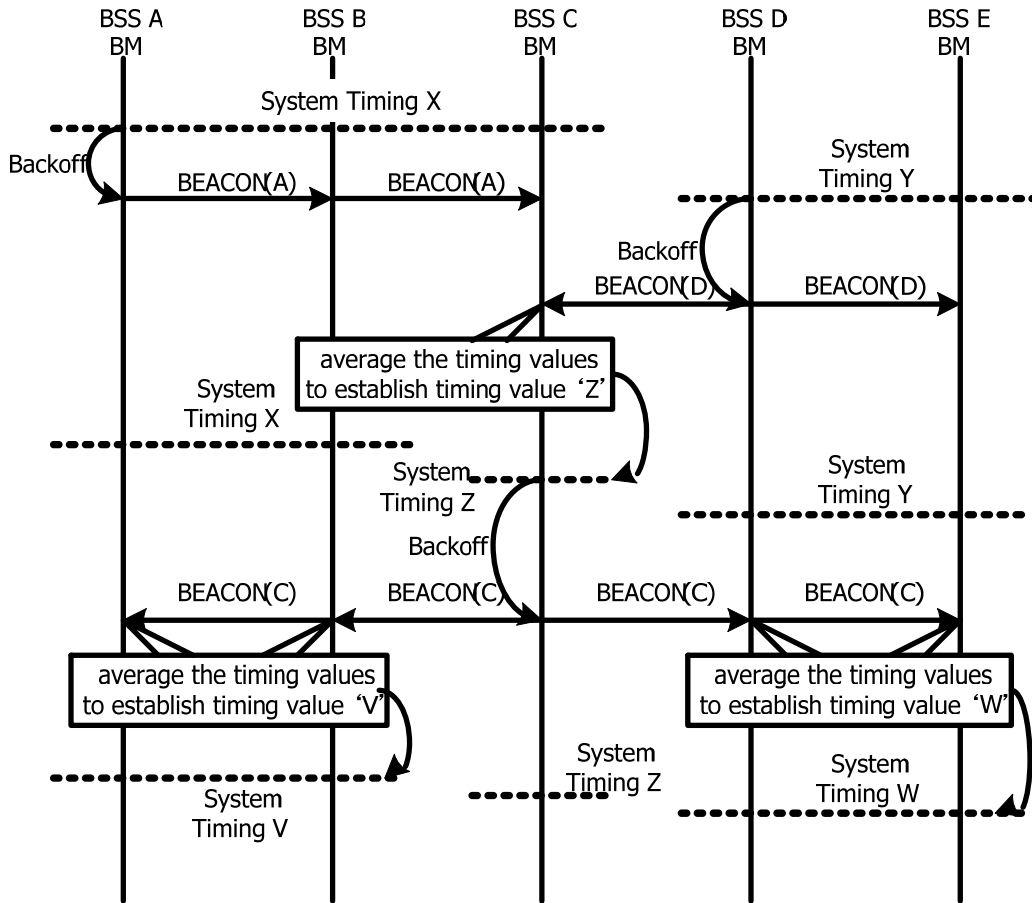 BSS A
BM
BSS B
BM
BSS C
BM
BSS D
BM
BSS E
BM
System Timing X
Backoff
BEACON(A)
BEACON(A)
System
Timing Y
Backoff
BEACON(D)
BEACON(D)
average the timing values
to establish timing value ‘Z’
System
Timing X
System
Timing Z
System
Timing Y
Backoff
BEACON(C)
BEACON(C)
BEACON(C)
BEACON(C)
average the timing values
to establish timing value ‘V’
average the timing values
to establish timing value ‘W’
System
Timing Z
System
Timing W
System
Timing V